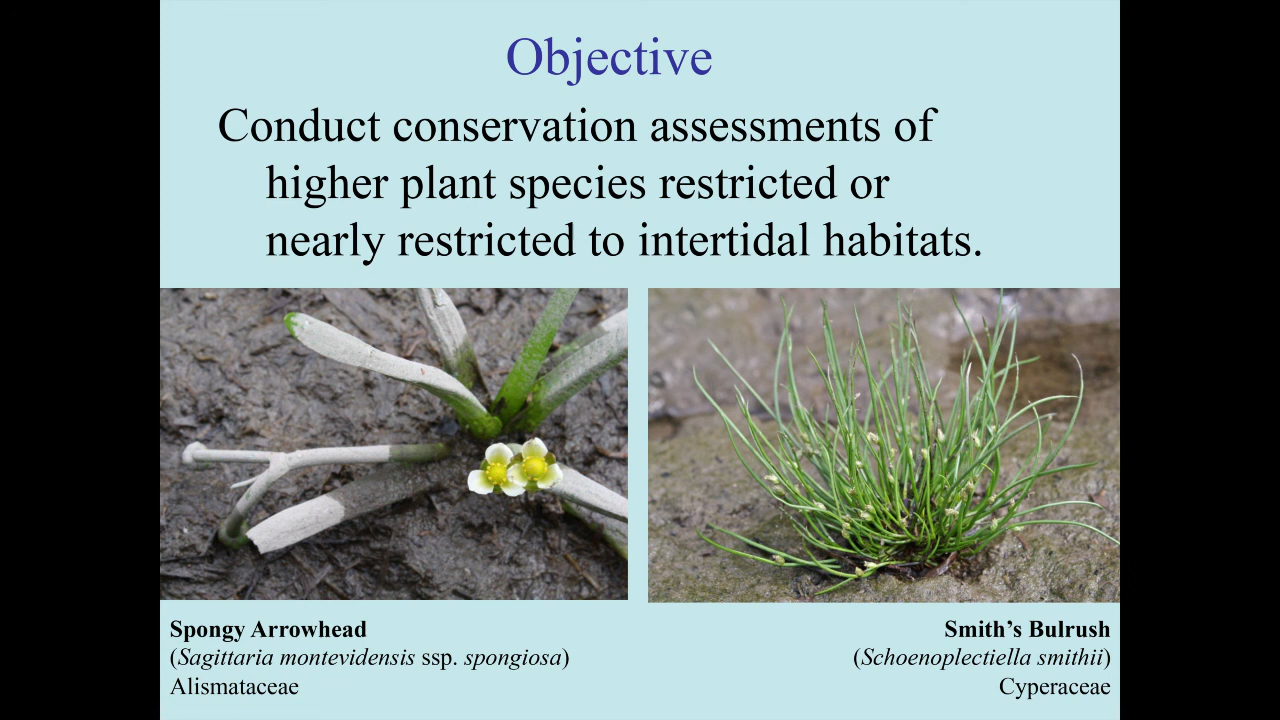 Objective
Conduct conservation assessments of
higher plant species restricted or
nearly restricted to intertidal habitats.
Spongy Arrowhead
(Sagittaria montevidensis ssp. spongiosa)
Alismataceae
Smith’s Bulrush
(Schoenoplectiella smithii)
Cyperaceae